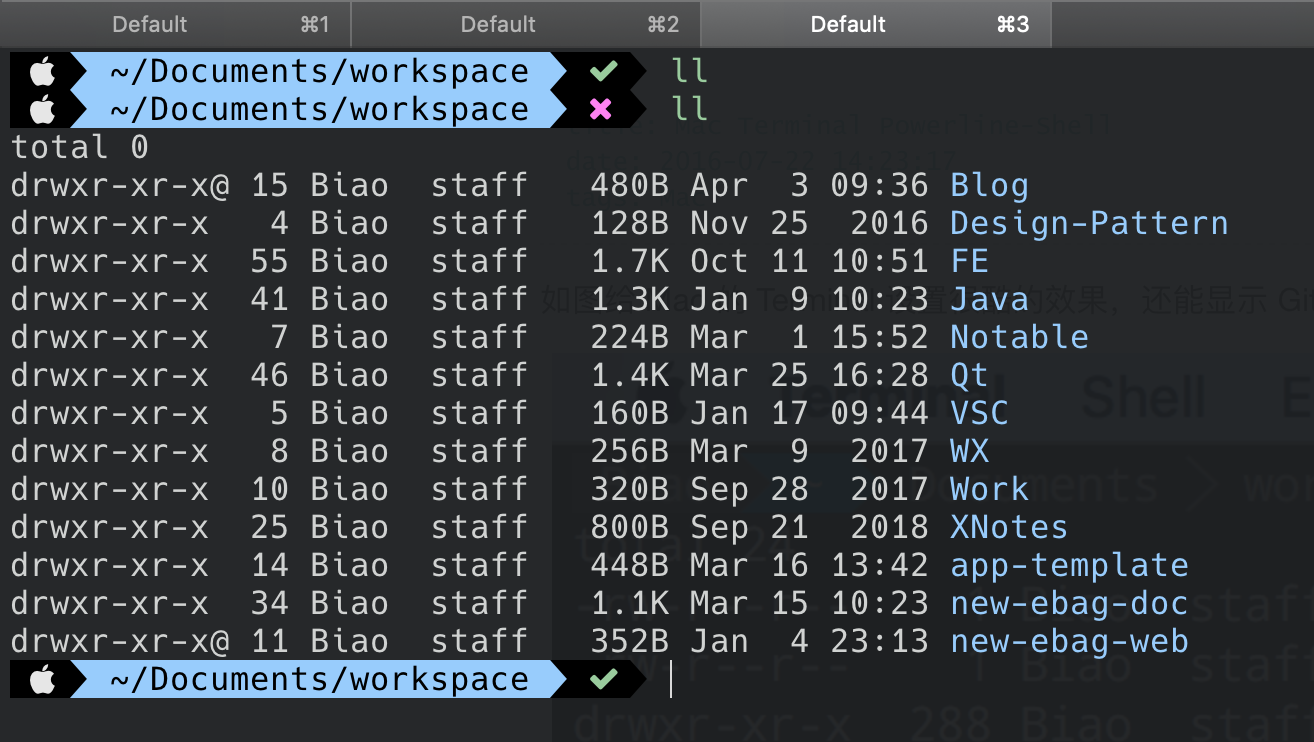 Default ⌘1 Default ⌘2 Default ⌘3
~/Documents/workspace ✔ ll
~/Documents/workspace ✘ ll
total 0
drwxr-xr-x@ 15 Biao  staff   480B Apr  3 09:36 Blog
drwxr-xr-x   4 Biao  staff   128B Nov 25  2016 Design-Pattern
drwxr-xr-x  55 Biao  staff   1.7K Oct 11 10:51 FE
drwxr-xr-x  41 Biao  staff   1.3K Jan  9 10:23 Java
drwxr-xr-x   7 Biao  staff   224B Mar  1 15:52 Notable
drwxr-xr-x  46 Biao  staff   1.4K Mar 25 16:28 Qt
drwxr-xr-x   5 Biao  staff   160B Jan 17 09:44 VSC
drwxr-xr-x   8 Biao  staff   256B Mar  9  2017 WX
drwxr-xr-x  10 Biao  staff   320B Sep 28  2017 Work
drwxr-xr-x  25 Biao  staff   800B Sep 21  2018 XNotes
drwxr-xr-x  14 Biao  staff   448B Mar 16 13:42 app-template
drwxr-xr-x  34 Biao  staff   1.1K Mar 15 10:23 new-ebag-doc
drwxr-xr-x@ 11 Biao  staff   352B Jan  4 23:13 new-ebag-web
~/Documents/workspace ✔